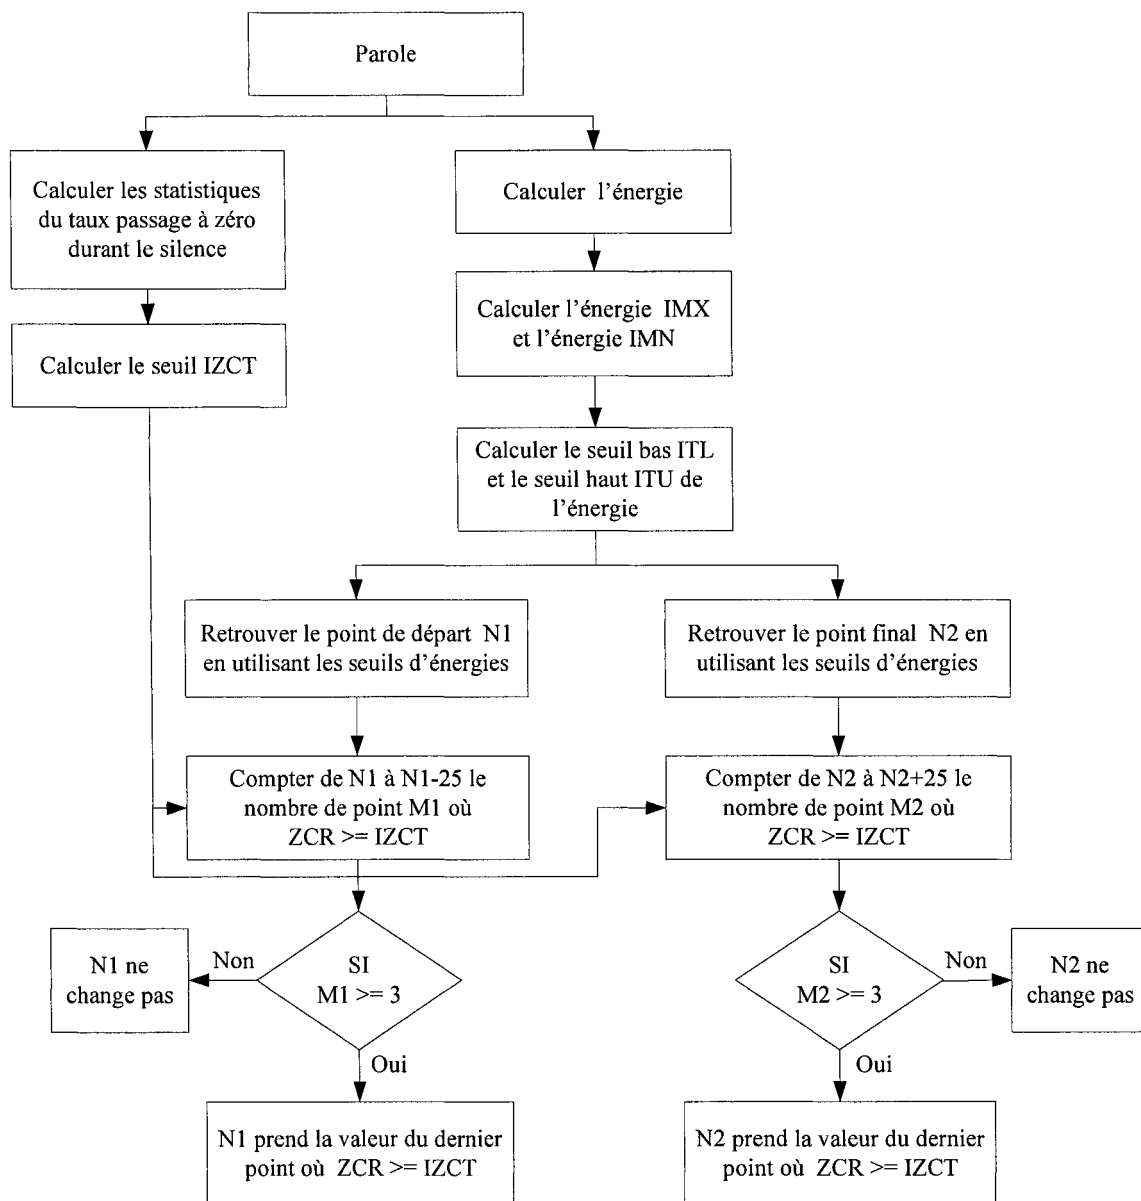 Parole
Calculer les statistiques
du taux passage à zéro
durant le silence
Calculer l'énergie
Calculer le seuil IZCT
Calculer l'énergie IMX
et l'énergie IMN
Calculer le seuil bas ITL
et le seuil haut ITU de
l'énergie
Retrouver le point de départ N1
en utilisant les seuils d'énergies
Retrouver le point final N2 en
utilisant les seuils d'énergies
Compter de N1 à N1-25 le
nombre de point M1 où
ZCR >= IZCT
Compter de N2 à N2+25 le
nombre de point M2 où
ZCR >= IZCT
N1 ne
change pas
Non
SI
M1 >= 3
SI
M2 >= 3
Non
N2 ne
change pas
Oui
Oui
N1 prend la valeur du dernier
point où ZCR >= IZCT
N2 prend la valeur du dernier
point où ZCR >= IZCT